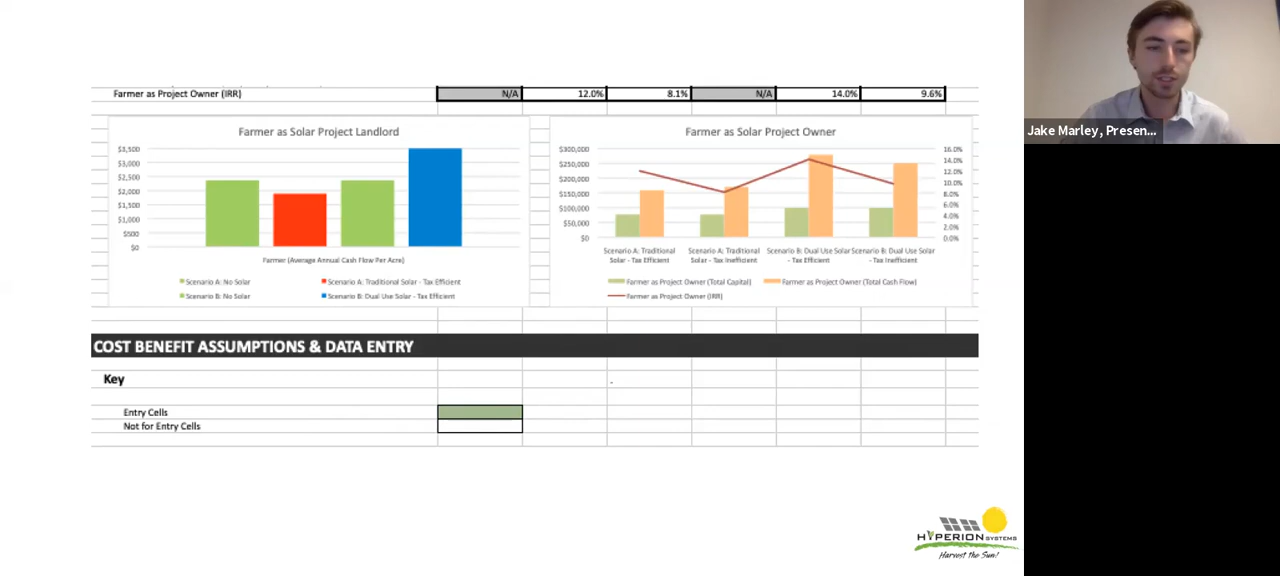 Farmer as Project Owner (IRR) N/A 12.0% 8.1% N/A 14.0% 9.6%
Farmer as Solar Project Landlord
$3,500
$3,000
$2,500
$2,000
$1,500
$1,000
$500
$0
Farmer (Average Annual Cash Flow Per Acre)
Scenario A: No Solar
Scenario A: Traditional Solar - Tax Efficient
Scenario B: No Solar
Scenario B: Dual Use Solar - Tax Efficient
Farmer as Solar Project Owner
$300,000
$250,000
$200,000
$150,000
$100,000
$50,000
$0
16.0%
14.0%
12.0%
10.0%
8.0%
6.0%
4.0%
2.0%
0.0%
Scenario A: Traditional
Solar - Tax Efficient
Scenario A: Traditional
Solar - Tax Inefficient
Scenario B: Dual Use Solar
- Tax Efficient
Scenario B: Dual Use Solar
- Tax Inefficient
Farmer as Project Owner (Total Capital)
Farmer as Project Owner (Total Cash Flow)
Farmer as Project Owner (IRR)
COST BENEFIT ASSUMPTIONS & DATA ENTRY
Key
Entry Cells
Not for Entry Cells
HYPERION SYSTEMS
Harvest the Sun!
Jake Marley, Presen...